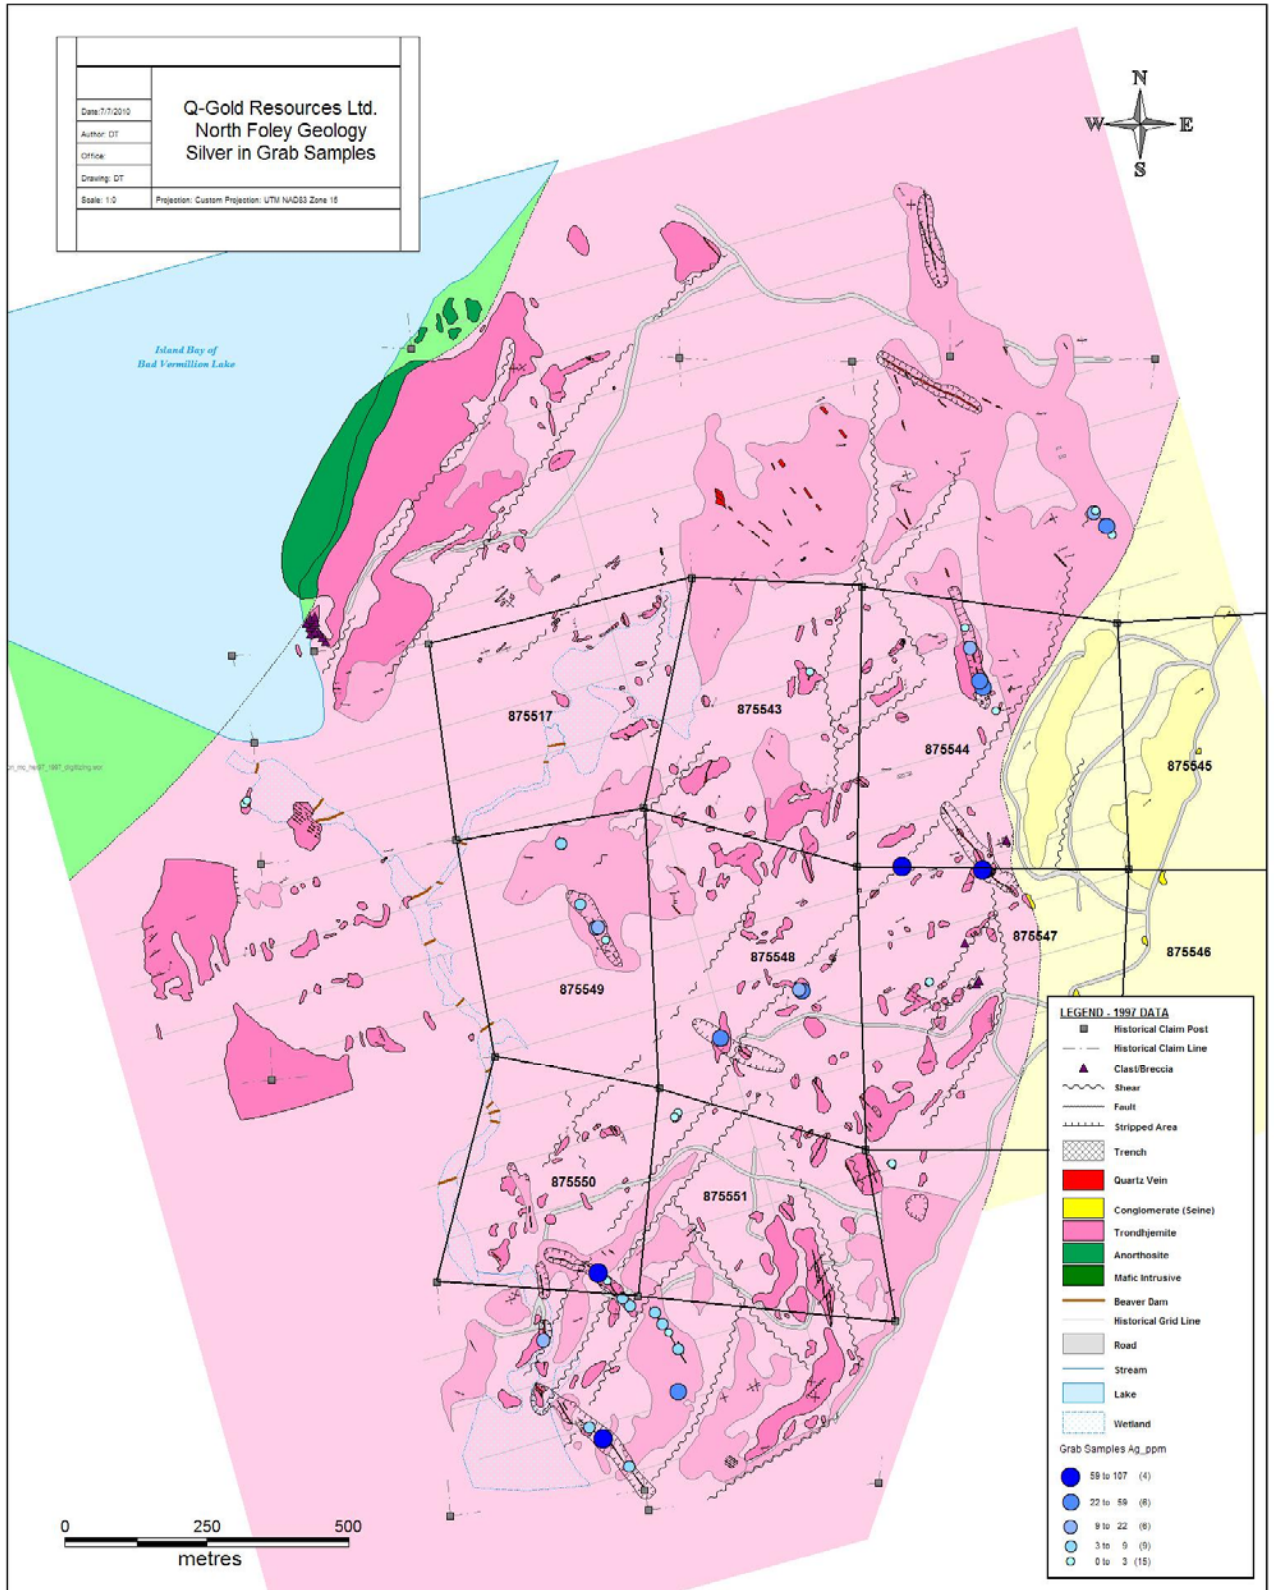 Q-Gold Resources Ltd.
North Foley Geology
Silver in Grab Samples
Date:7/7/2010
Author: DT
Office:
Drawing: DT
Scale: 1:0
Projection: Custom Projection: UTM NAD83 Zone 15
N
W
E
S
Island Bay of
Bad Vermillion Lake
875517
875543
875544
875545
875549
875548
875547
875546
875550
875551
LEGEND - 1997 DATA
Historical Claim Post
Historical Claim Line
Clast/Breccia
Shear
Fault
Stripped Area
Trench
Quartz Vein
Conglomerate (Seine)
Trondhjemite
Anorthosite
Mafic Intrusive
Beaver Dam
Historical Grid Line
Road
Stream
Lake
Wetland
Grab Samples Ag_ppm
59 to 107 (4)
22 to 59 (6)
9 to 22 (6)
3 to 9 (9)
0 to 3 (15)
0 250 500
metres